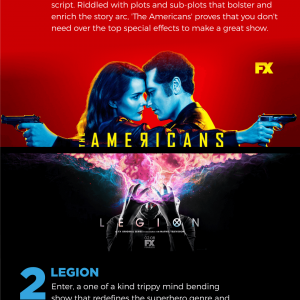 script. Riddled with plots and sub-plots that bolster and
enrich the story arc, 'The Americans' proves that you don't
need over the top special effects to make a great show.
FX
THE AMERICANS
LEGION
FX
2
LEGION
Enter, a one of a kind trippy mind bending
show that redefines the superhero genre and